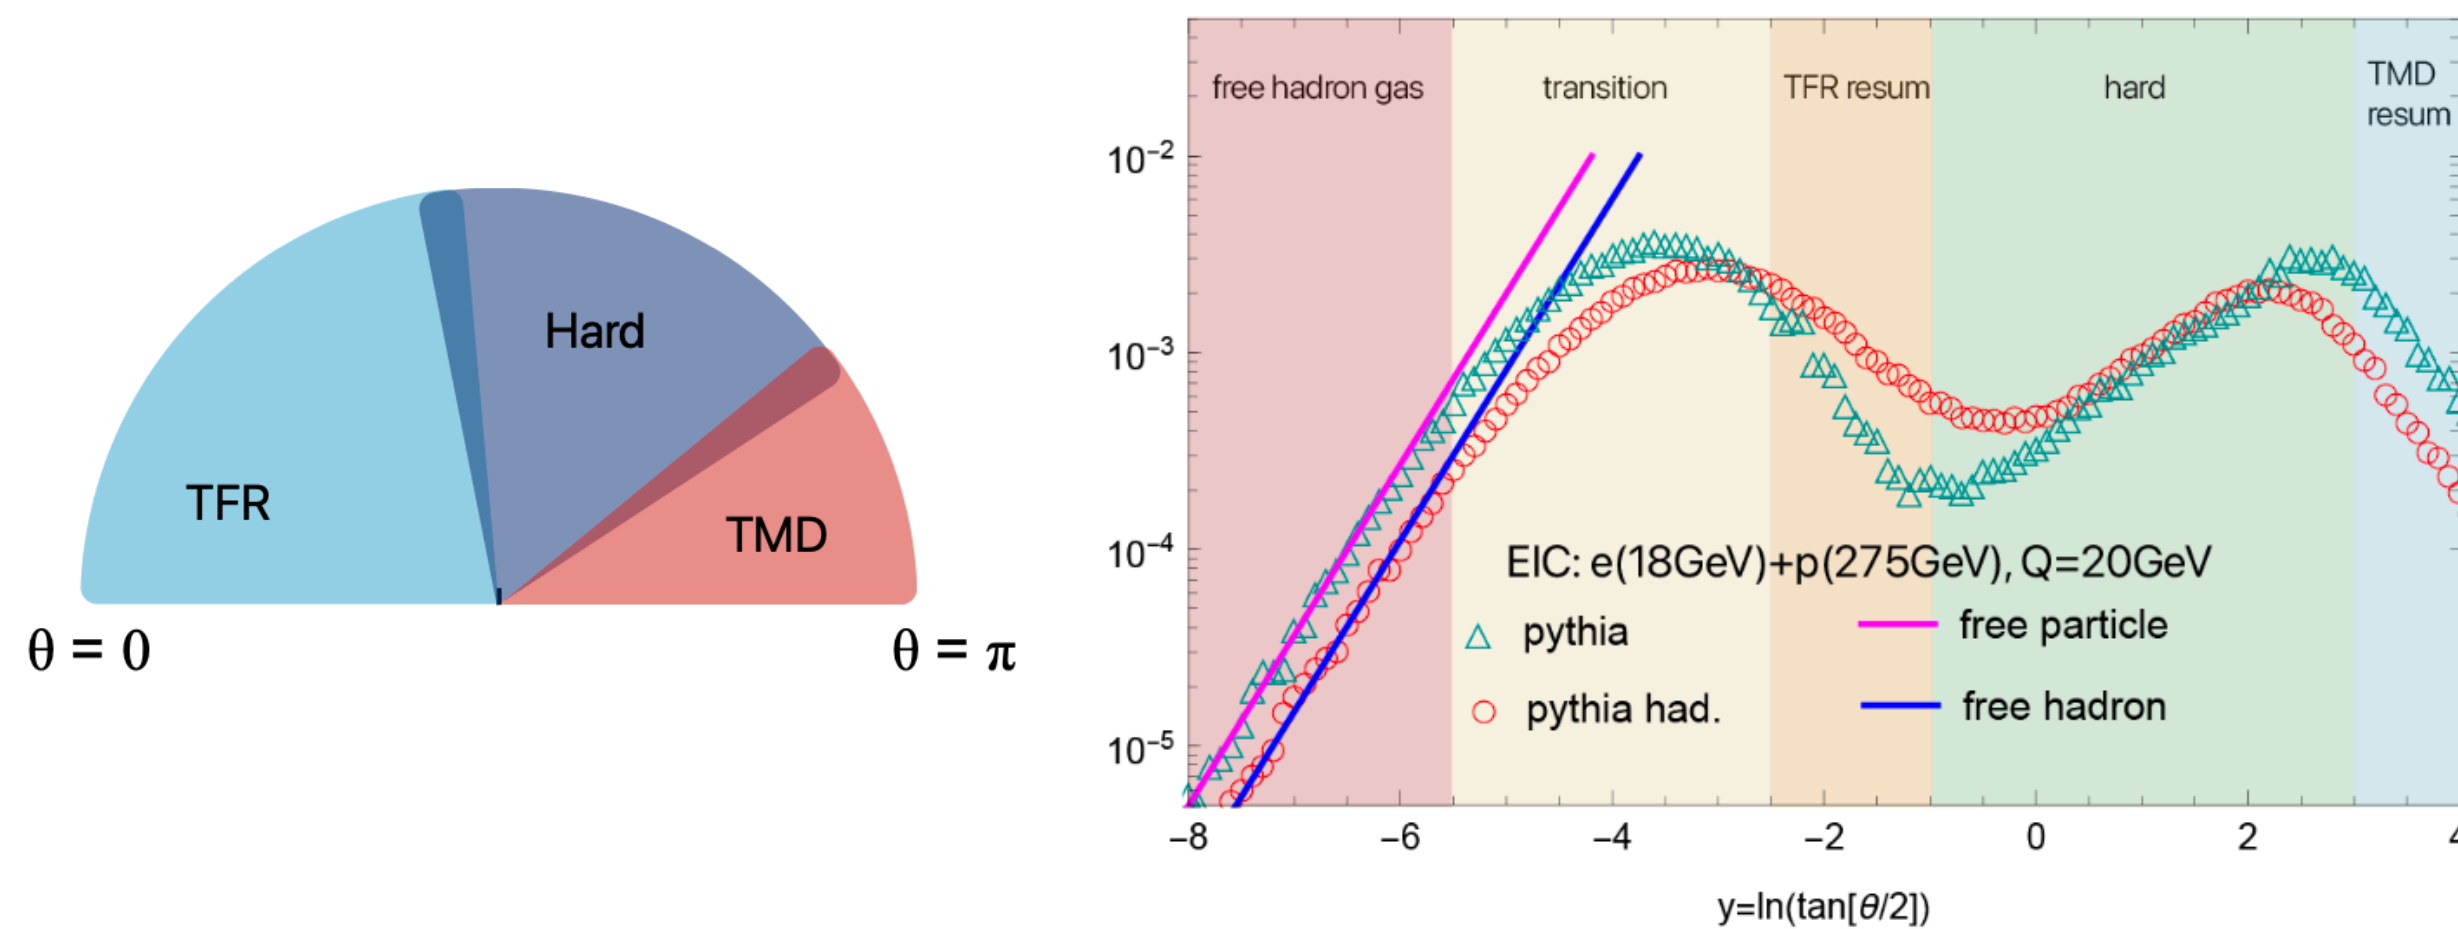 TFR
Hard
TMD
θ = 0
θ = π
free hadron gas
transition
TFR resum
hard
TMD
resum
10⁻²
10⁻³
10⁻⁴
10⁻⁵
EIC: e(18GeV)+p(275GeV), Q=20GeV
pythia
free particle
pythia had.
free hadron
−8
−6
−4
−2
0
2
4
y=ln(tan[θ/2])